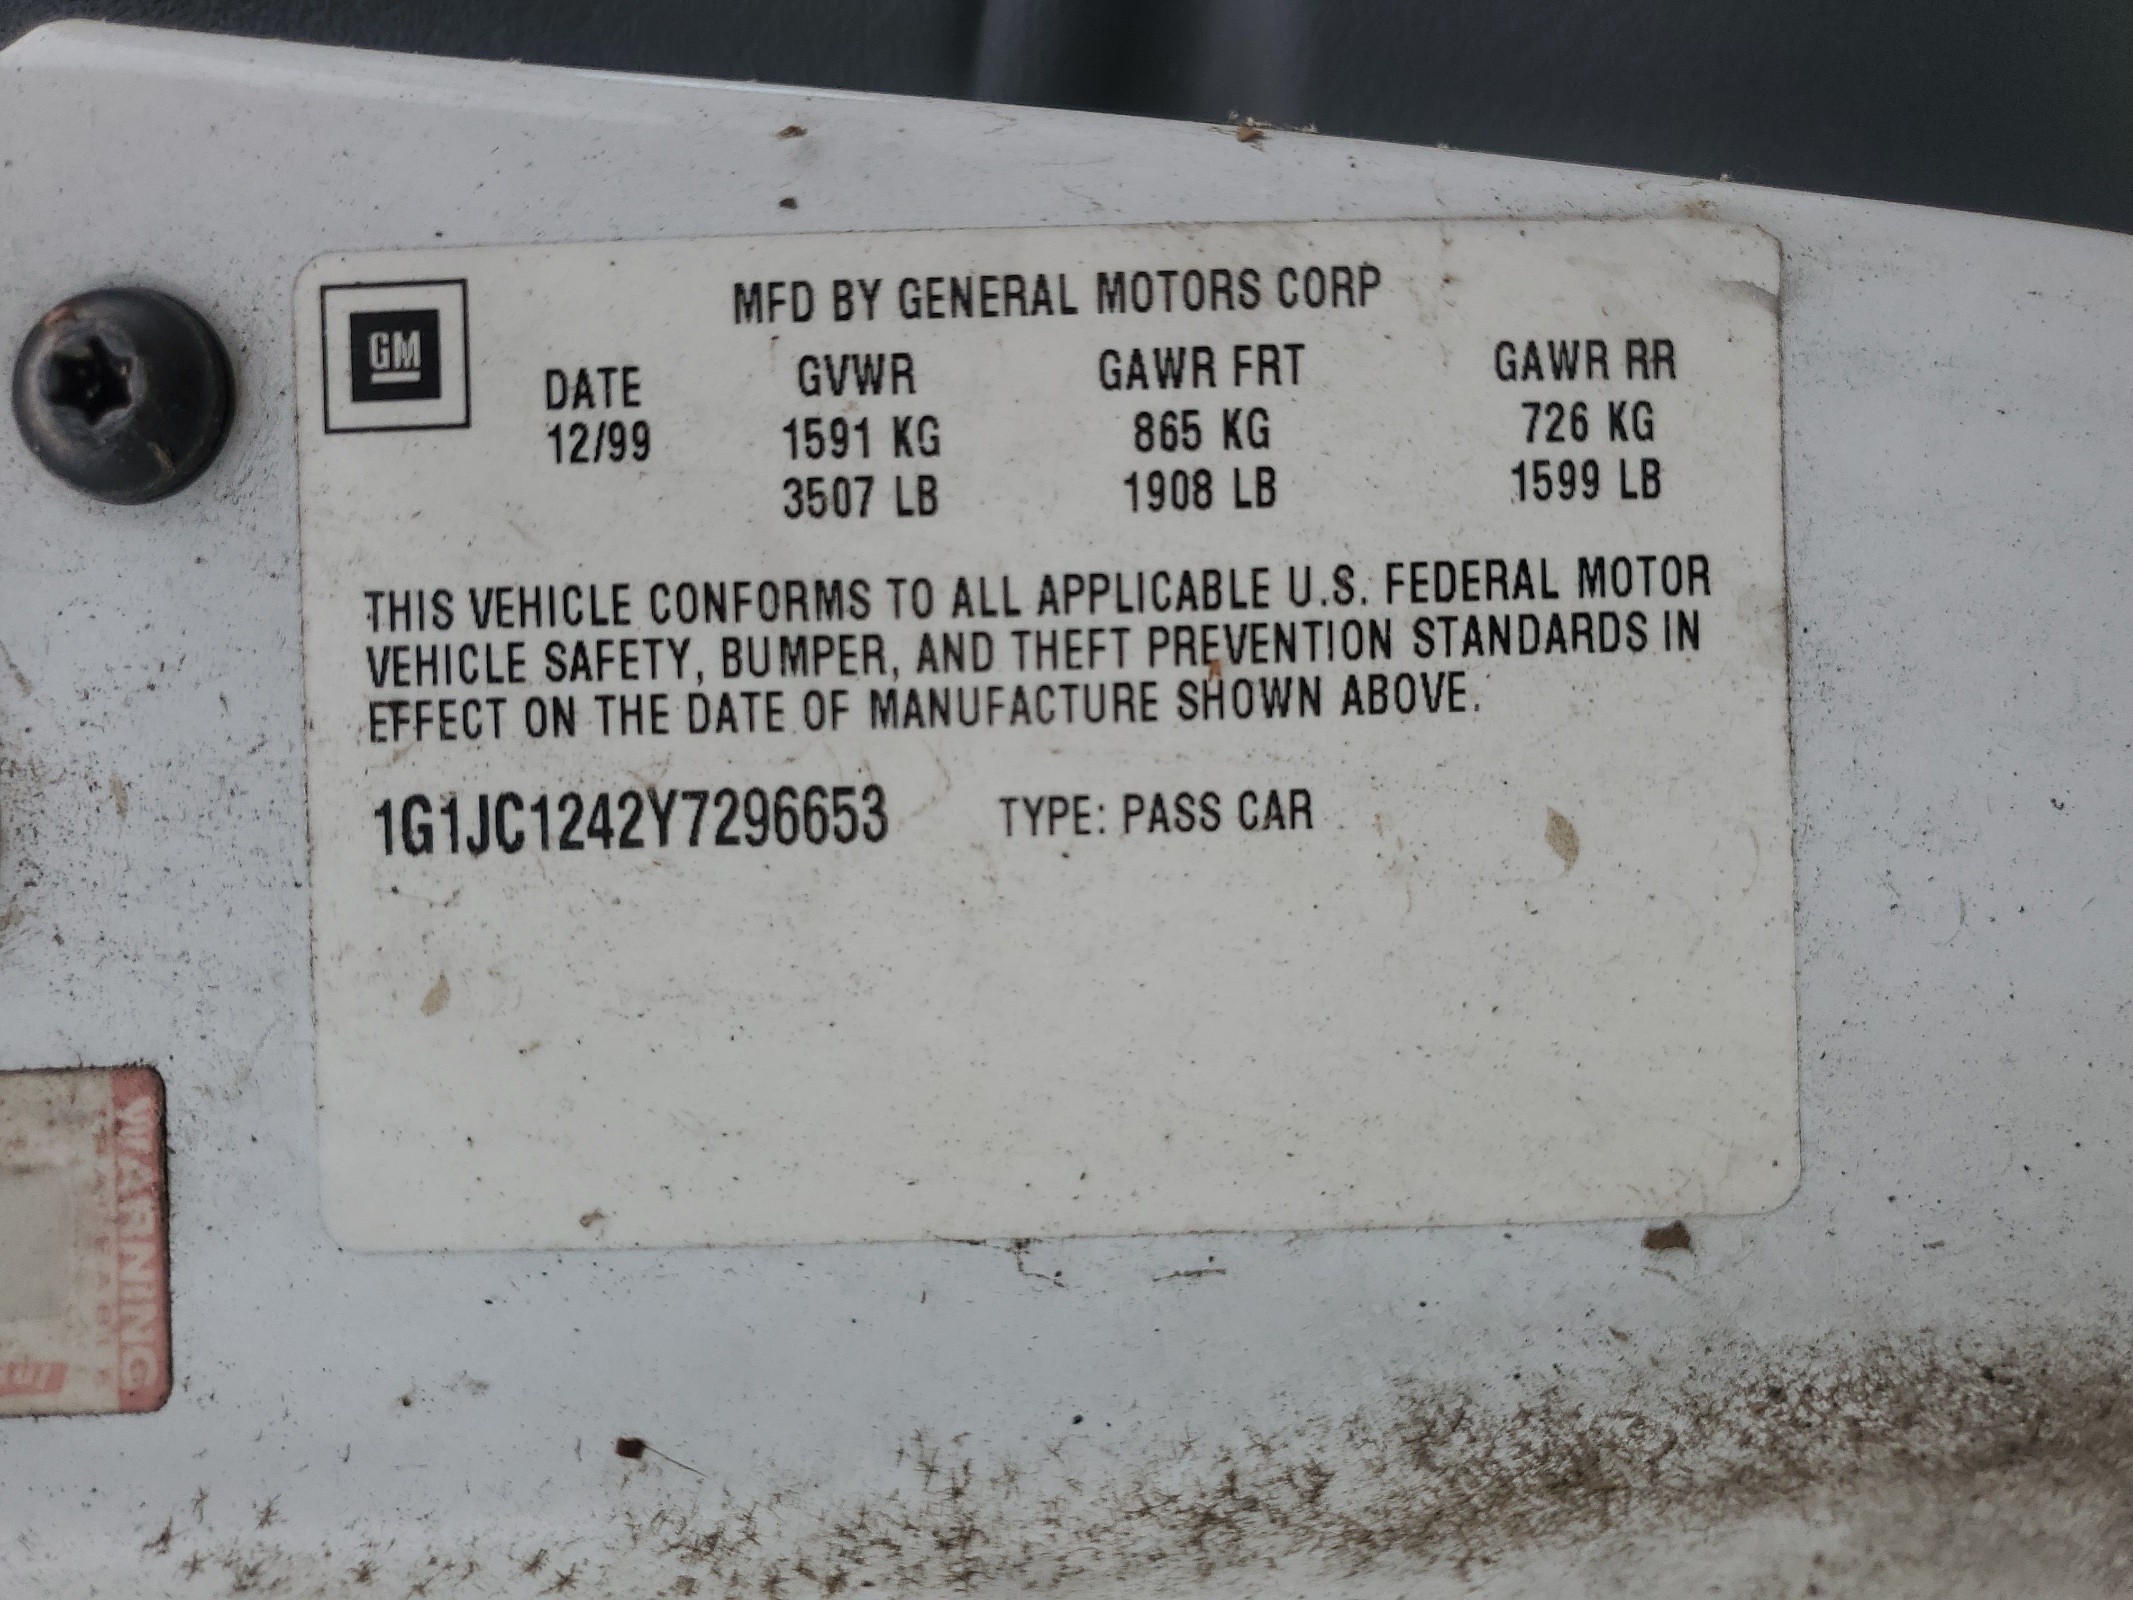 GM
MFD BY GENERAL MOTORS CORP
DATE GVWR GAWR FRT GAWR RR
12/99 1591 KG 865 KG 726 KG
3507 LB 1908 LB 1599 LB
THIS VEHICLE CONFORMS TO ALL APPLICABLE U.S. FEDERAL MOTOR
VEHICLE SAFETY, BUMPER, AND THEFT PREVENTION STANDARDS IN
EFFECT ON THE DATE OF MANUFACTURE SHOWN ABOVE.
1G1JC1242Y7296653 TYPE: PASS CAR
WARNING